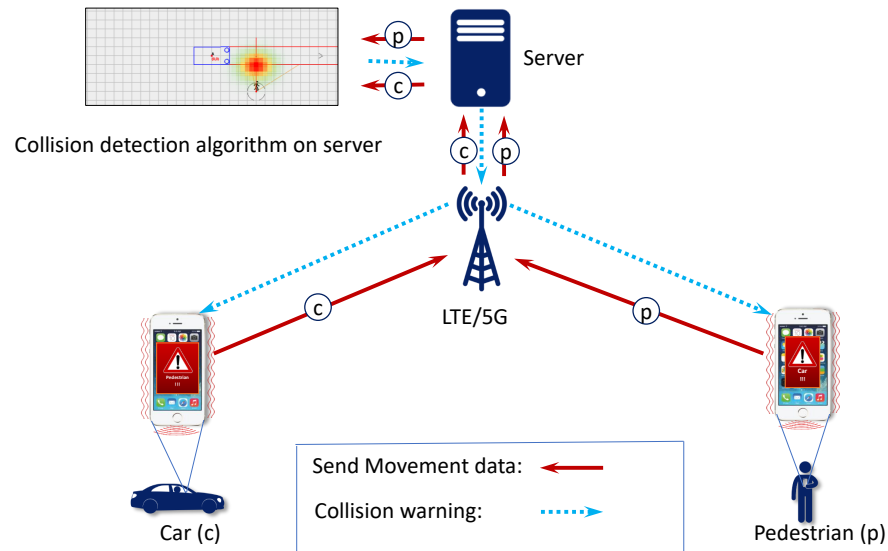 p
Server
c
Collision detection algorithm on server
c
p
LTE/5G
c
p
Pedestrian
!!!
Car
!!!
Send Movement data:
Collision warning:
Car (c)
Pedestrian (p)